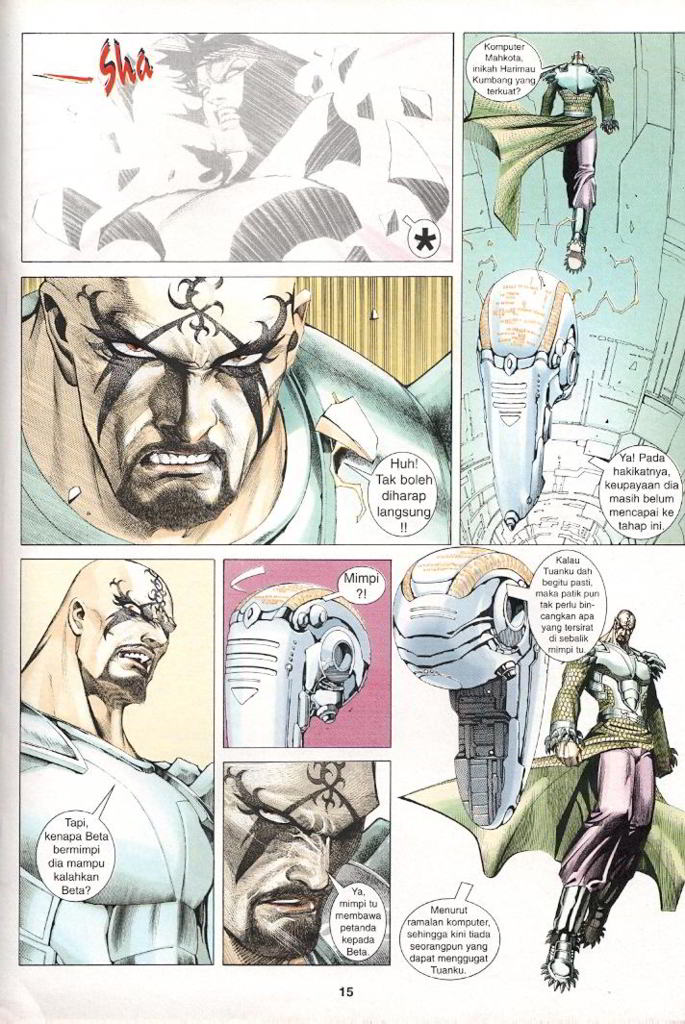 Sha
*
Komputer
Mahkota,
inikah Harimau
Kumbang yang
terkuat?
Ya! Pada
hakikatnya,
keupayaan dia
masih belum
mencapai ke
tahap ini.
Huh!
Tak boleh
diharap
langsung
!!
Tapi,
kenapa Beta
bermimpi
dia mampu
kalahkan
Beta?
Mimpi
?!
Ya,
mimpi tu
membawa
petanda
kepada
Beta.
Kalau
Tuanku dah
begitu pasti,
maka patik pun
tak perlu bin-
cangkan apa
yang tersirat
di sebalik
mimpi tu.
Menurut
ramalan komputer,
sehingga kini tiada
seorangpun yang
dapat menggugat
Tuanku.
15